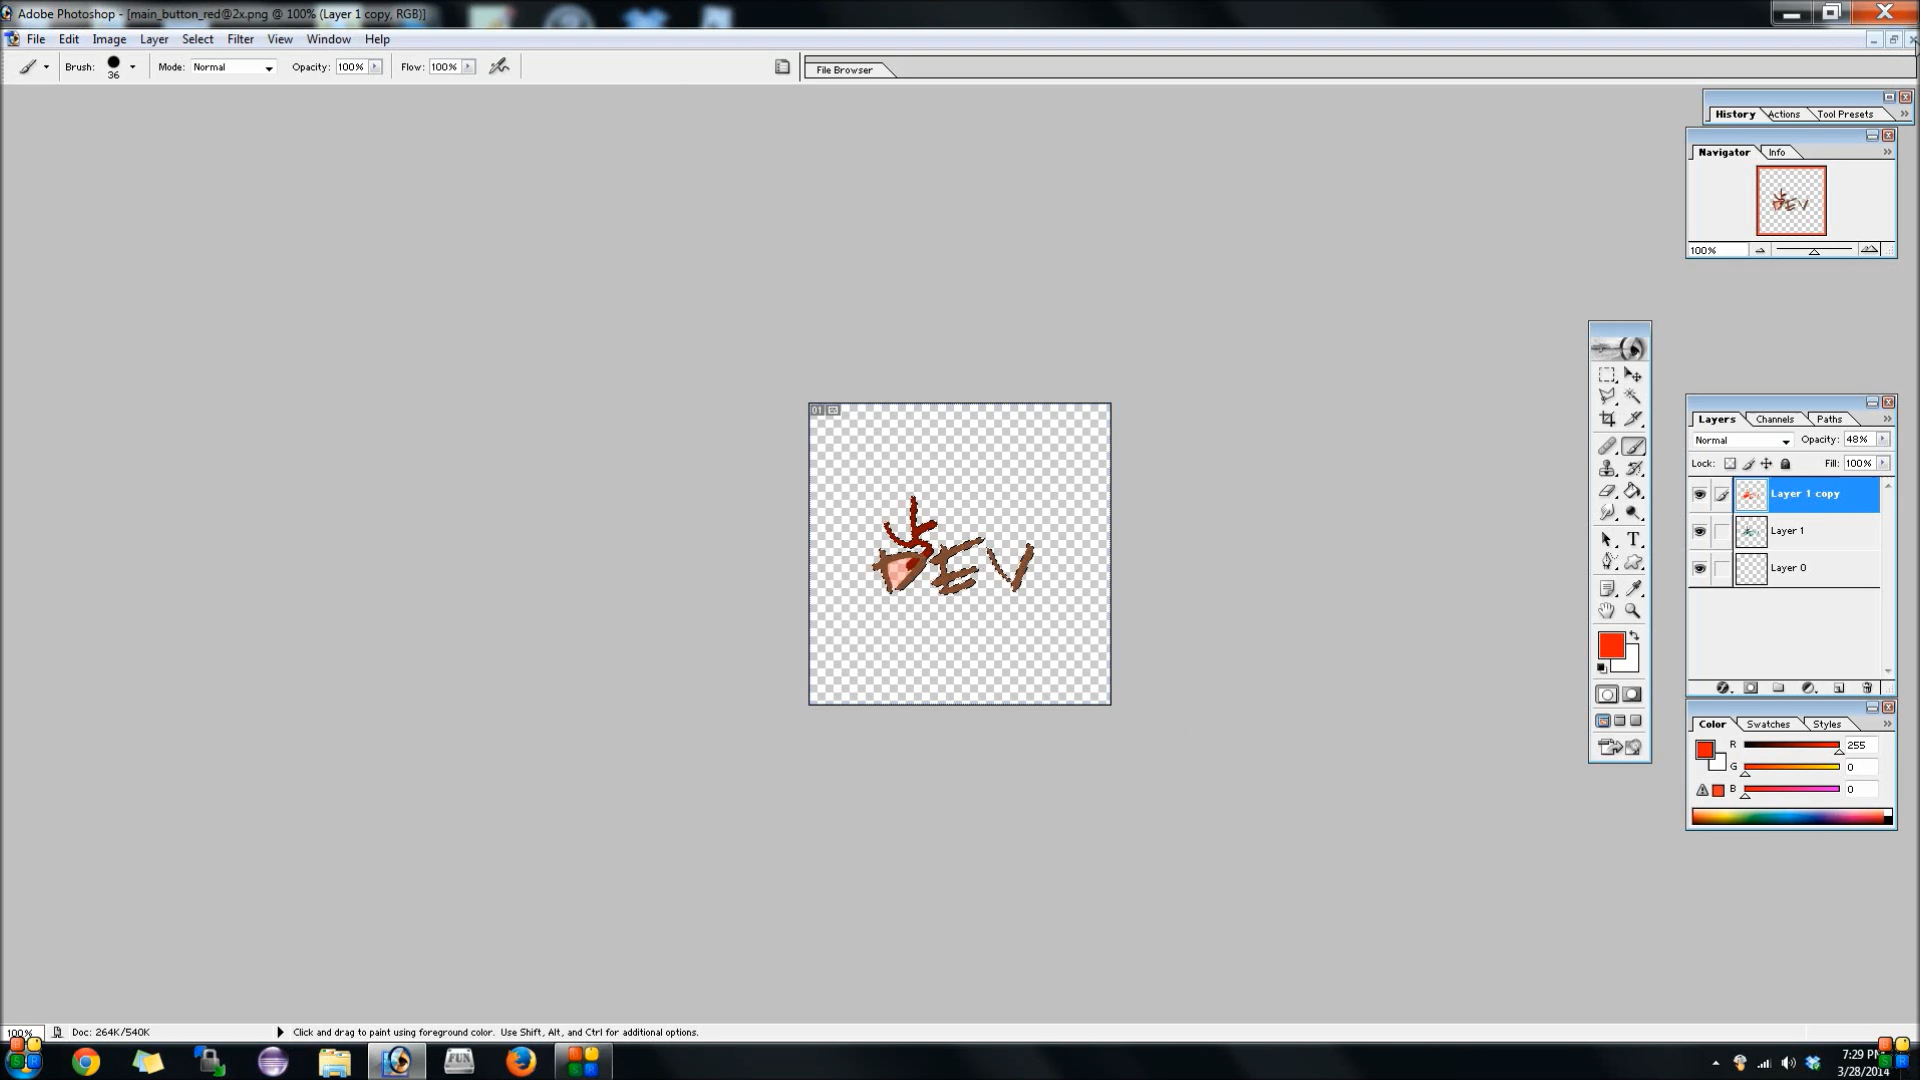 Adobe Photoshop - [main_button_red@2x.png @ 100% (Layer 1 copy, RGB)]
File Edit Image Layer Select Filter View Window Help
Brush: 36 Mode: Normal Opacity: 100% Flow: 100% File Browser
History Actions Tool Presets
Navigator Info
100%
DEV
Layers Channels Paths
Normal Opacity: 48%
Lock: Fill: 100%
Layer 1 copy
Layer 1
Layer 0
Color Swatches Styles
R 255
G 0
B 0
100% Doc: 264K/540K Click and drag to paint using foreground color. Use Shift, Alt, and Ctrl for additional options.
FUN
7:29 PM
3/28/2014